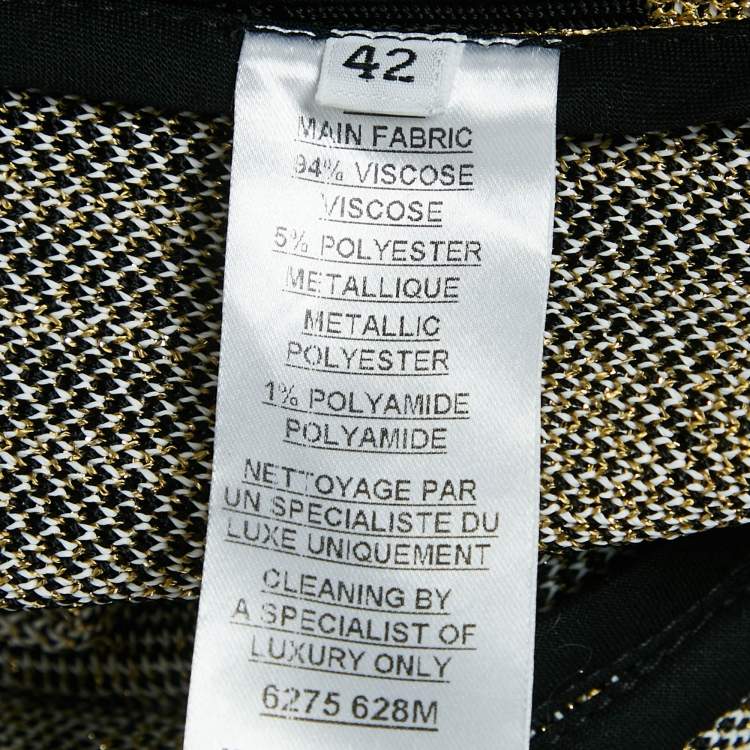 42
MAIN FABRIC
94% VISCOSE
VISCOSE
5% POLYESTER
METALLIQUE
METALLIC
POLYESTER
1% POLYAMIDE
POLYAMIDE
NETTOYAGE PAR
UN SPECIALISTE DU
LUXE UNIQUEMENT
CLEANING BY
A SPECIALIST OF
LUXURY ONLY
6275 628M